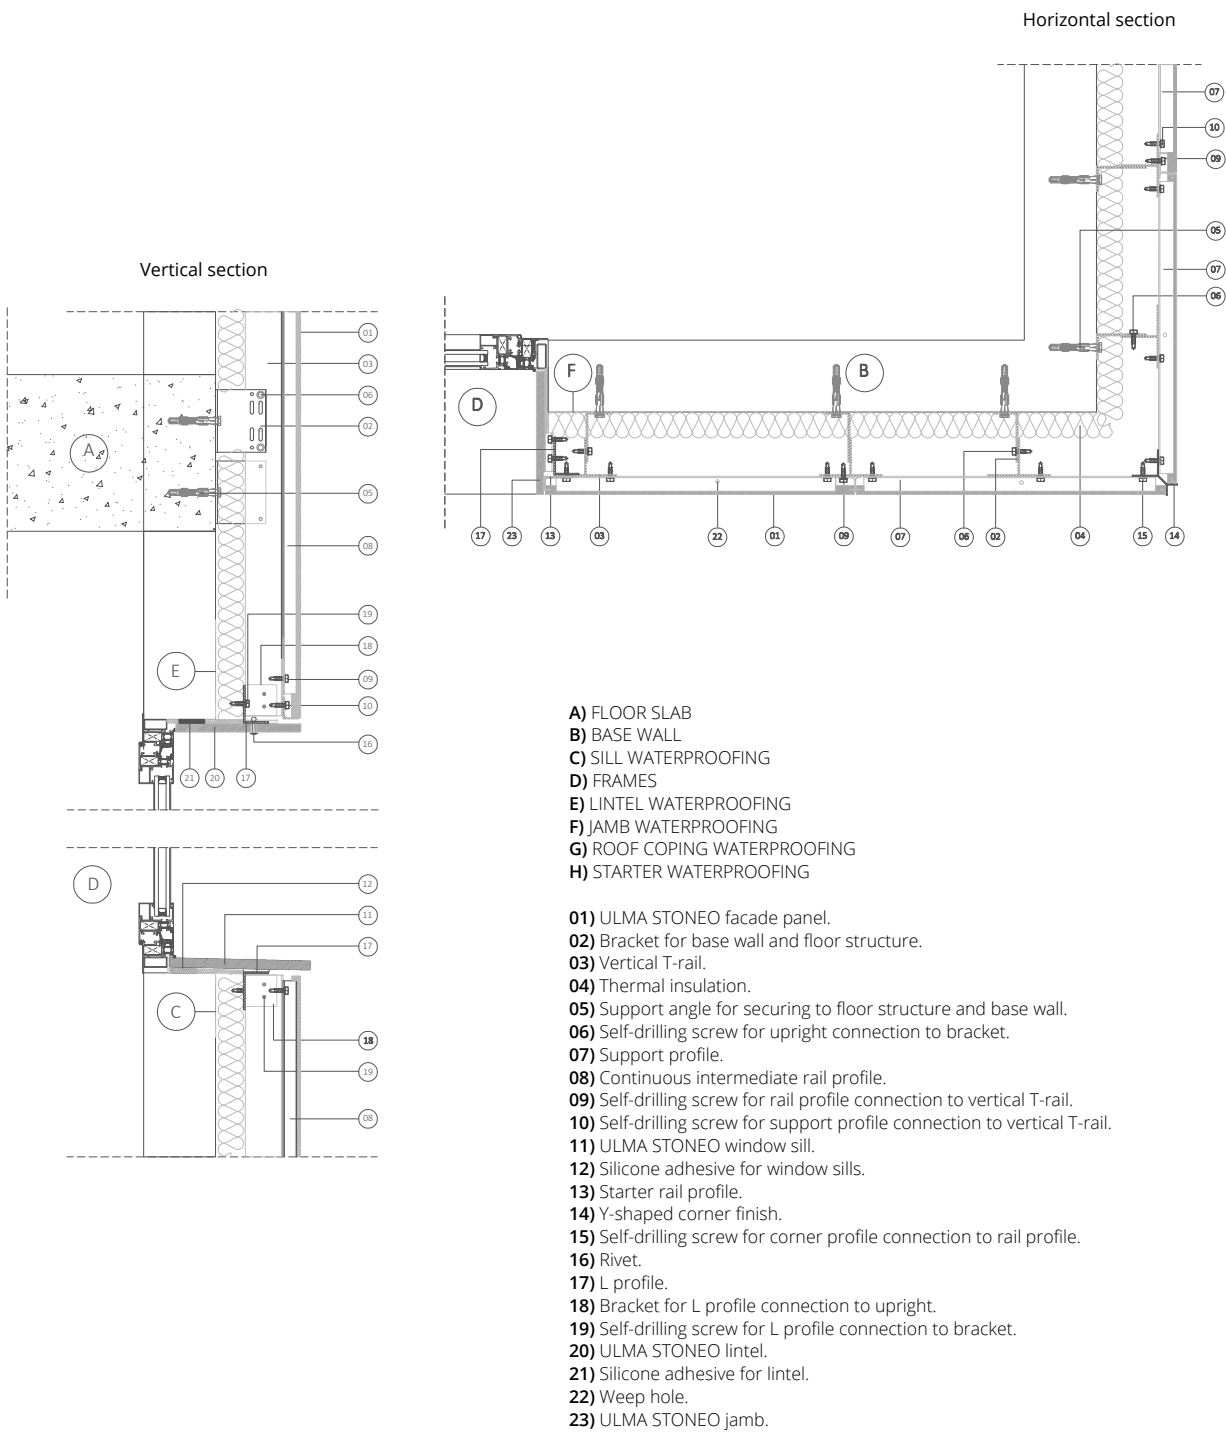 Horizontal section
07
10
09
05
07
06
F
B
D
17
23
13
03
22
01
09
07
06
02
04
15
14
Vertical section
01
03
06
02
A
05
08
19
18
E
09
10
16
21
20
17
D
12
11
17
C
18
19
08
A) FLOOR SLAB
B) BASE WALL
C) SILL WATERPROOFING
D) FRAMES
E) LINTEL WATERPROOFING
F) JAMB WATERPROOFING
G) ROOF COPING WATERPROOFING
H) STARTER WATERPROOFING
01) ULMA STONEO facade panel.
02) Bracket for base wall and floor structure.
03) Vertical T-rail.
04) Thermal insulation.
05) Support angle for securing to floor structure and base wall.
06) Self-drilling screw for upright connection to bracket.
07) Support profile.
08) Continuous intermediate rail profile.
09) Self-drilling screw for rail profile connection to vertical T-rail.
10) Self-drilling screw for support profile connection to vertical T-rail.
11) ULMA STONEO window sill.
12) Silicone adhesive for window sills.
13) Starter rail profile.
14) Y-shaped corner finish.
15) Self-drilling screw for corner profile connection to rail profile.
16) Rivet.
17) L profile.
18) Bracket for L profile connection to upright.
19) Self-drilling screw for L profile connection to bracket.
20) ULMA STONEO lintel.
21) Silicone adhesive for lintel.
22) Weep hole.
23) ULMA STONEO jamb.